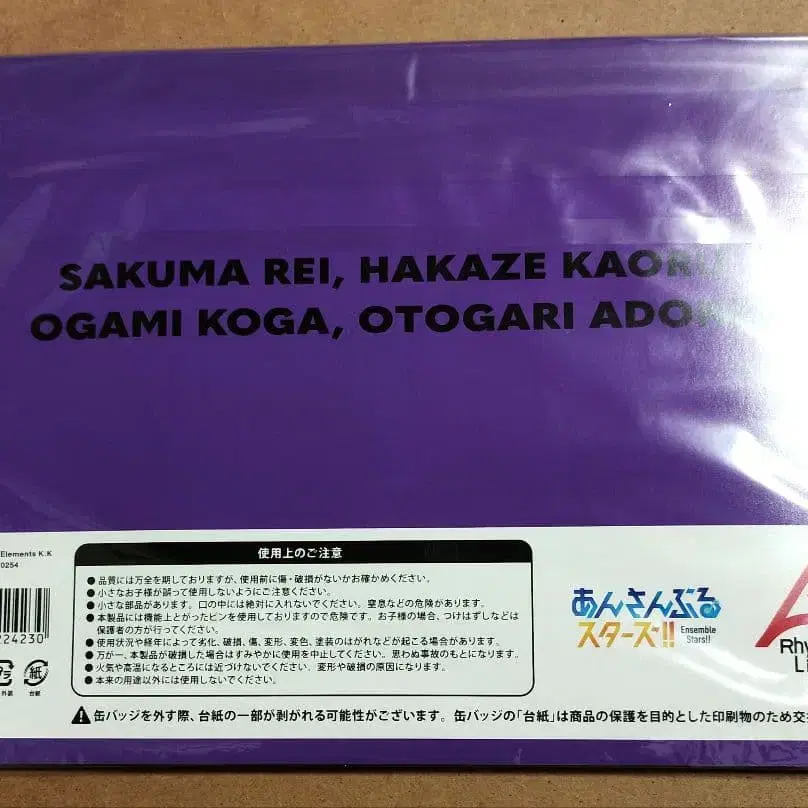 SAKUMA REI, HAKAZE KAORU
OGAMI KOGA, OTOGARI
Elements K.K
0254
224230
外装
紙
台紙
使用上のご注意
●品質には万全を期しておりますが、使用前に傷・破損がないかお確かめください。
●小さなお子様が誤って使用しないようにご注意ください。
●小さな部品があります。口の中には絶対に入れないでください。窒息などの危険があります。
●本製品には機能上とがったピンを使用しておりますので危険です。お子様の場合、つけはずしなどは
保護者の方が行ってください。
●使用状況や経年によって劣化、破損、傷、変形、変色、塗装のはがれなどが起こる場合があります。
●万が一、本製品が破損した場合はすみやかに使用を中止してください。思わぬ事故のもとになります。
●火気や高温になるところには近づけないでください。変形や破損の原因になります。
●本来の用途以外には使用しないでください。
あんさんぶる
スターズ!!
Ensemble
Stars!!
⚠缶バッジを外す際、台紙の一部が剥がれる可能性がございます。缶バッジの「台紙」は商品の保護を目的とした印刷物のため交